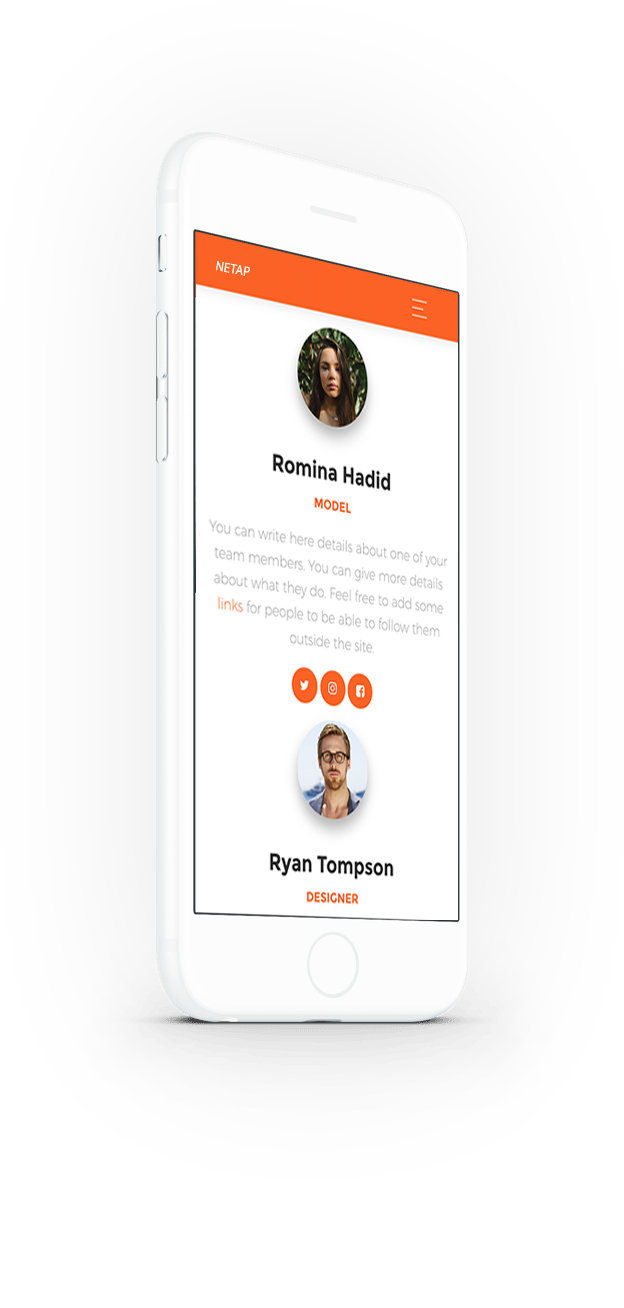 NETAP
Romina Hadid
MODEL
You can write here details about one of your
team members. You can give more details
about what they do. Feel free to add some
links for people to be able to follow them
outside the site.
Ryan Tompson
DESIGNER